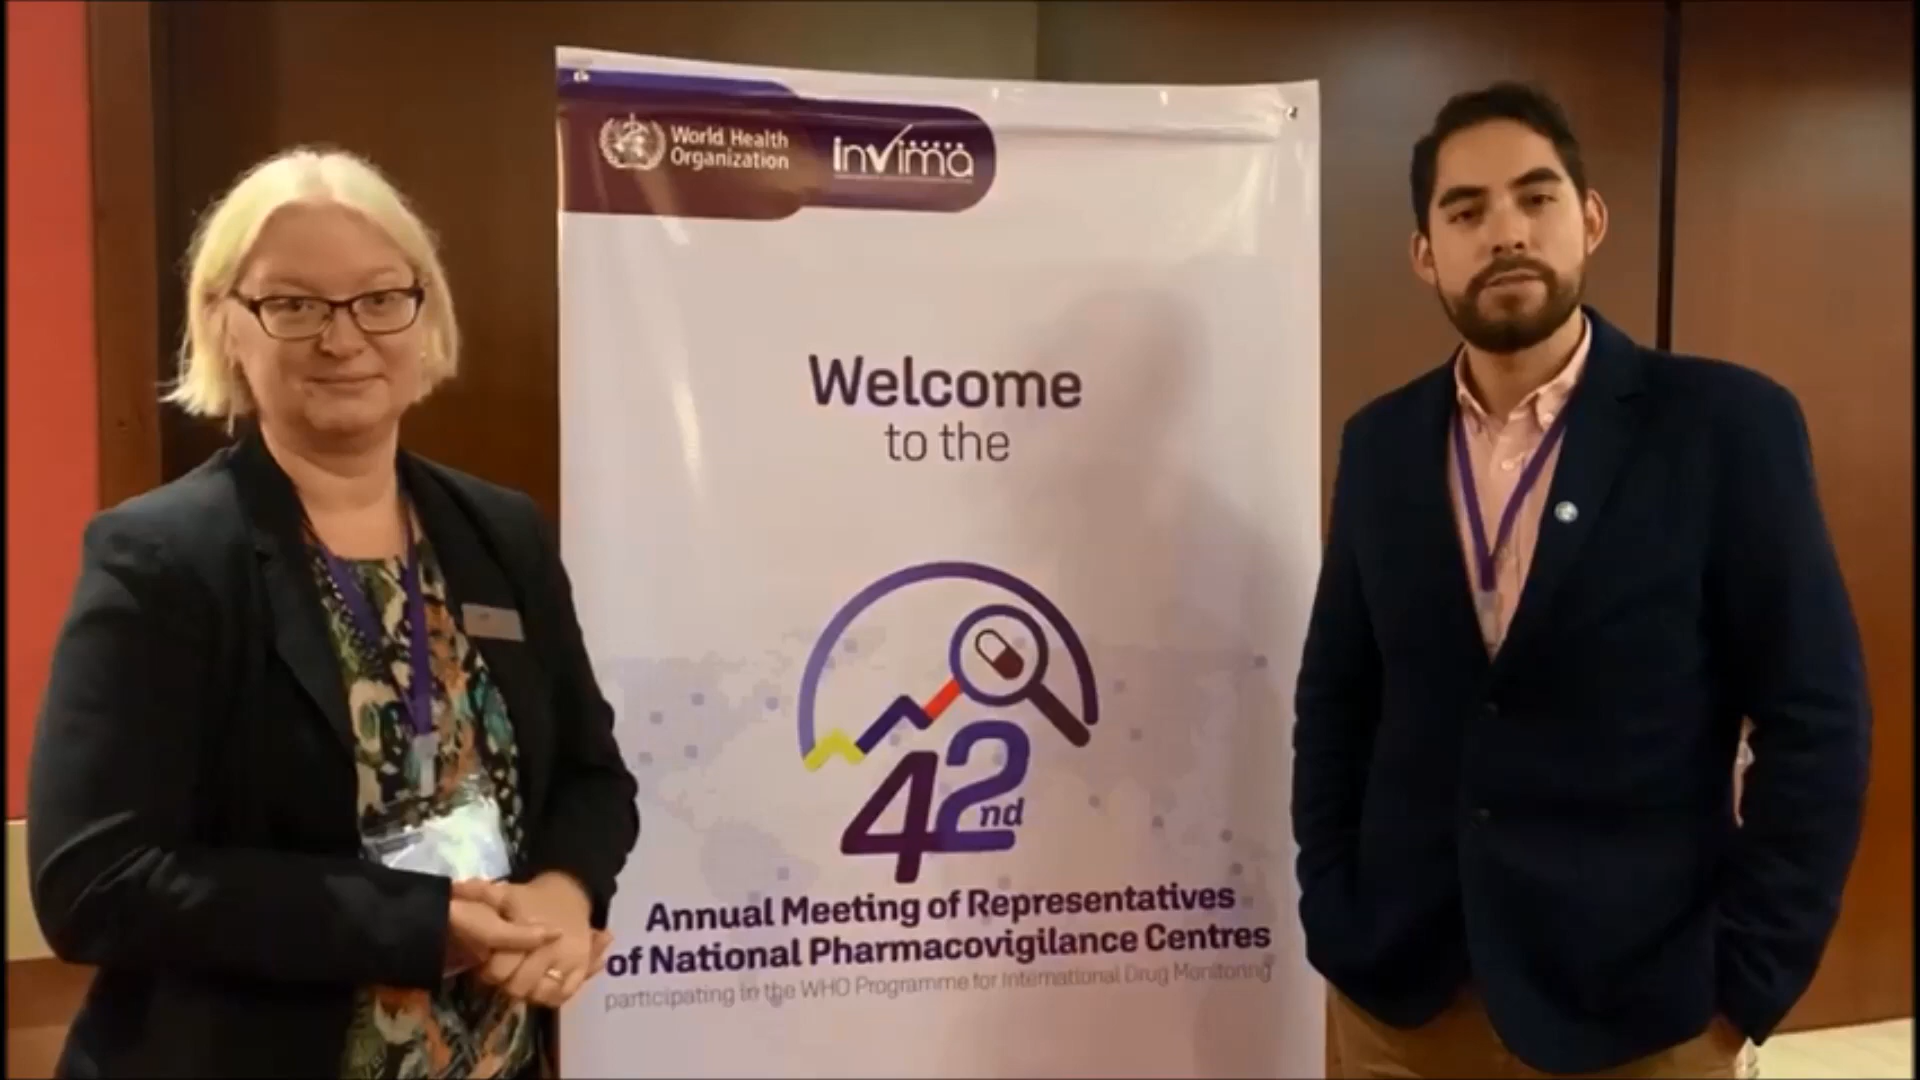 World Health
Organization
invima
Welcome
to the
42nd
Annual Meeting of Representatives
of National Pharmacovigilance Centres
participating in the WHO Programme for International Drug Monitoring